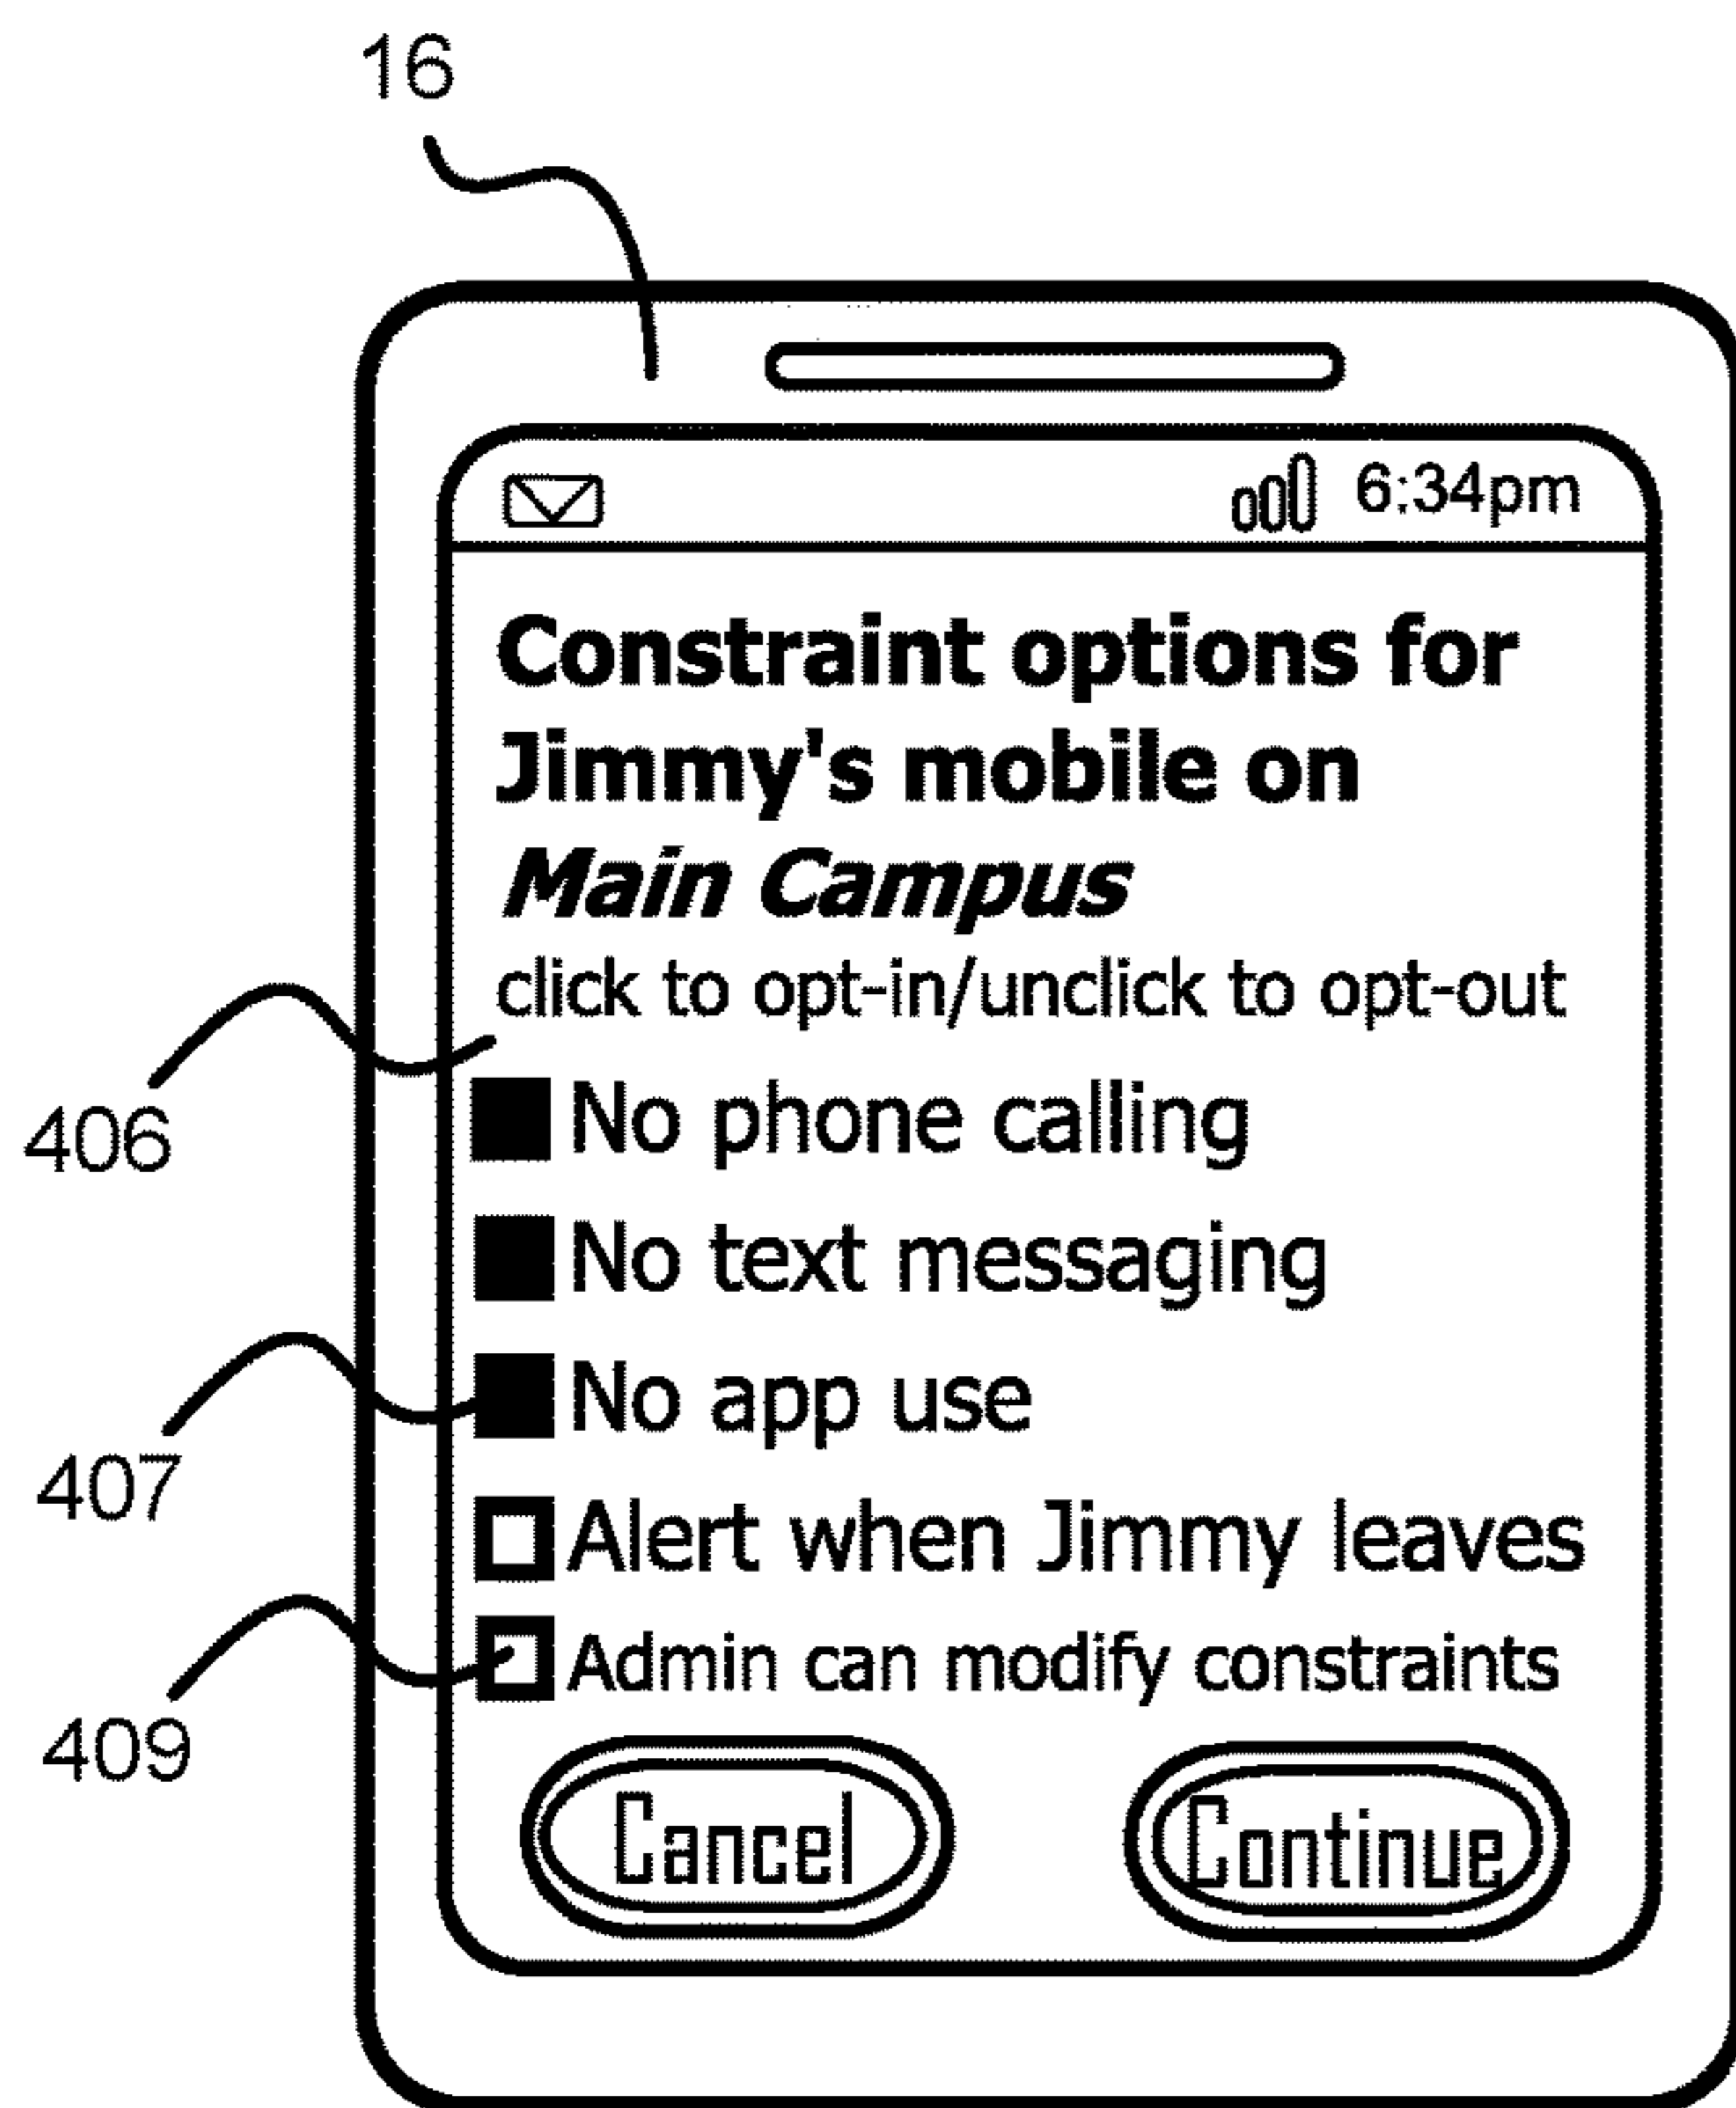 16
6:34pm
Constraint options for
Jimmy's mobile on
Main Campus
click to opt-in/unclick to opt-out
406
No phone calling
No text messaging
407
No app use
Alert when Jimmy leaves
409
Admin can modify constraints
Cancel
Continue